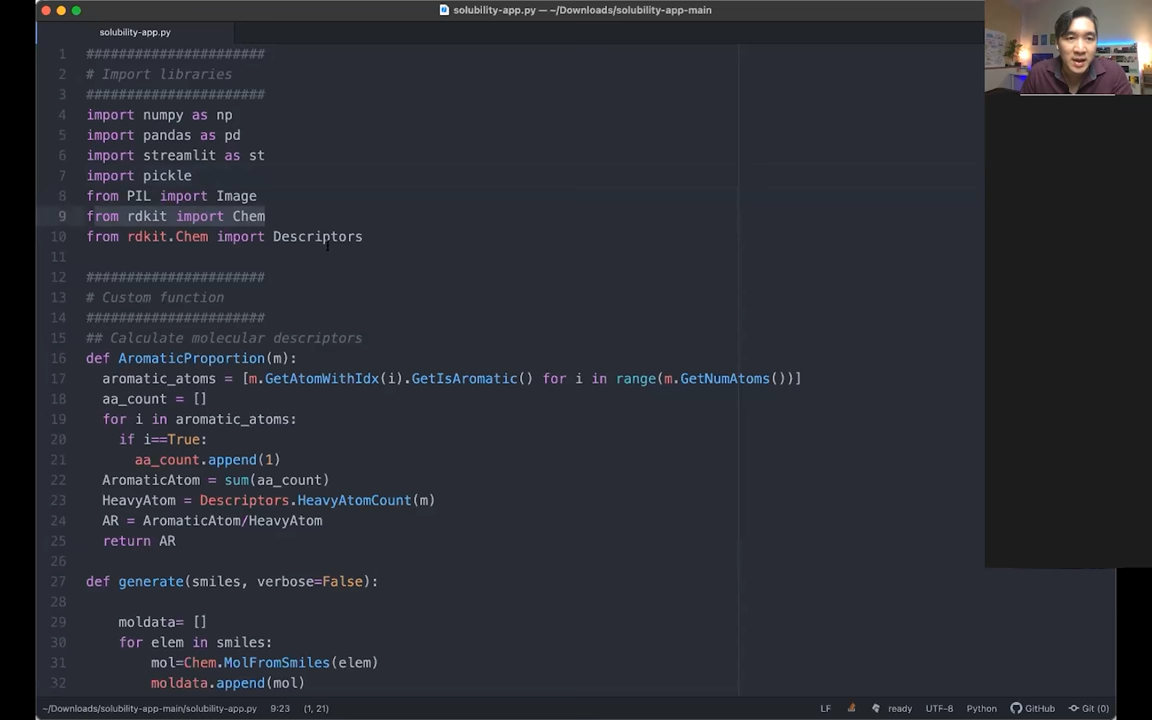 solubility-app.py — ~/Downloads/solubility-app-main
solubility-app.py
1 ######################
2 # Import libraries
3 ######################
4 import numpy as np
5 import pandas as pd
6 import streamlit as st
7 import pickle
8 from PIL import Image
9 from rdkit import Chem
10 from rdkit.Chem import Descriptors
11
12 ######################
13 # Custom function
14 ######################
15 ## Calculate molecular descriptors
16 def AromaticProportion(m):
17 aromatic_atoms = [m.GetAtomWithIdx(i).GetIsAromatic() for i in range(m.GetNumAtoms())]
18 aa_count = []
19 for i in aromatic_atoms:
20 if i==True:
21 aa_count.append(1)
22 AromaticAtom = sum(aa_count)
23 HeavyAtom = Descriptors.HeavyAtomCount(m)
24 AR = AromaticAtom/HeavyAtom
25 return AR
26
27 def generate(smiles, verbose=False):
28
29 moldata= []
30 for elem in smiles:
31 mol=Chem.MolFromSmiles(elem)
32 moldata.append(mol)
~/Downloads/solubility-app-main/solubility-app.py 9:23 (1, 21) LF ready UTF-8 Python GitHub Git (0)